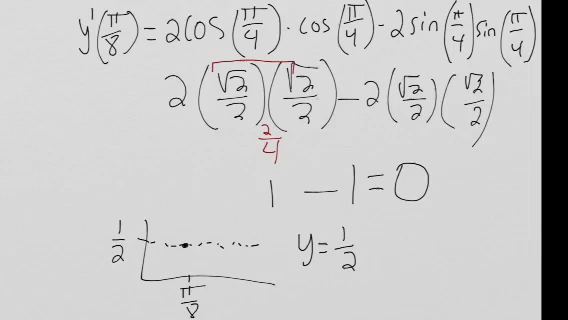 y'(π/8) = 2cos(π/4) · cos(π/4) - 2sin(π/4)sin(π/4)
2(√2/2)(√2/2) - 2(√2/2)(√2/2)
2/4
1 - 1 = 0
1/2 y = 1/2
π/8